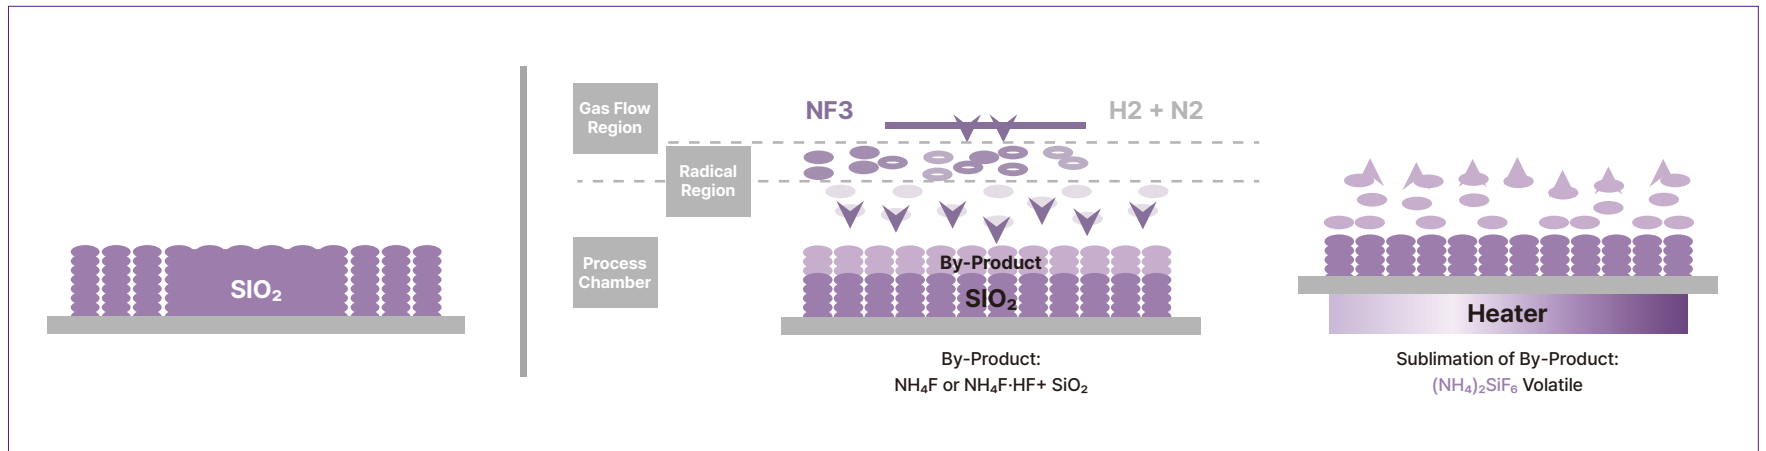 SIO₂
Gas Flow
Region
Radical
Region
Process
Chamber
NF3
H2 + N2
By-Product
SIO₂
By-Product:
NH₄F or NH₄F·HF+ SiO₂
Heater
Sublimation of By-Product:
(NH₄)₂SiF₆ Volatile